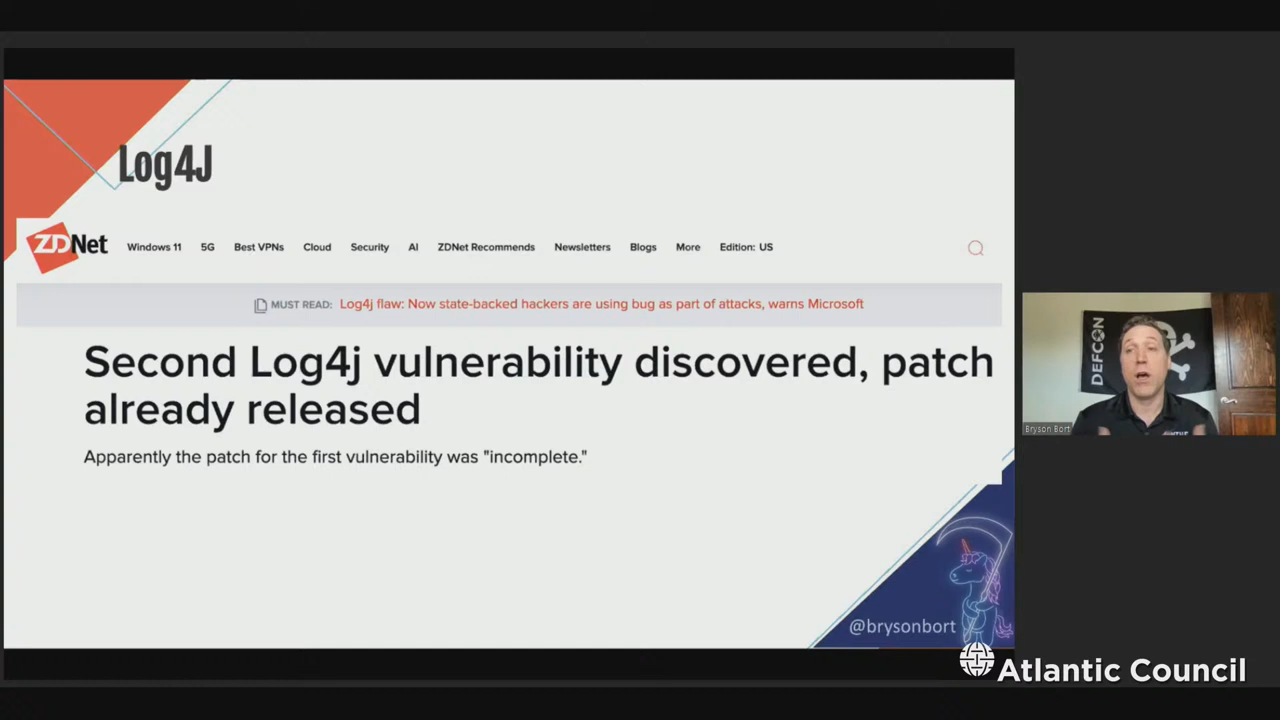 Log4J
ZDNet Windows 11 5G Best VPNs Cloud Security AI ZDNet Recommends Newsletters Blogs More Edition: US
MUST READ: Log4j flaw: Now state-backed hackers are using bug as part of attacks, warns Microsoft
Second Log4j vulnerability discovered, patch
already released
Apparently the patch for the first vulnerability was "incomplete."
@brysonbort
DEFCON
Bryson Bort
Atlantic Council